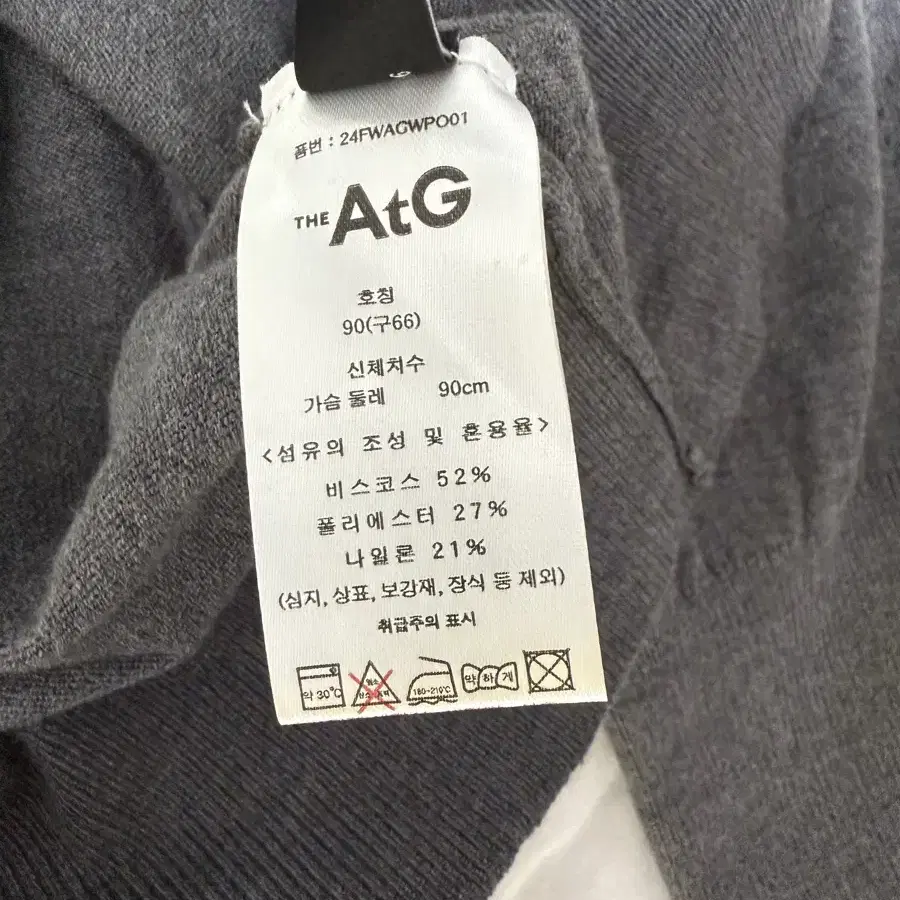 품번 : 24FWAGWPO01
THE AtG
호칭
90(구66)
신체치수
가슴 둘레 90cm
<섬유의 조성 및 혼용율>
비스코스 52%
폴리에스터 27%
나일론 21%
(심지, 상표, 보강재, 장식 등 제외)
취급주의 표시
약 30℃
180~210℃
약하게